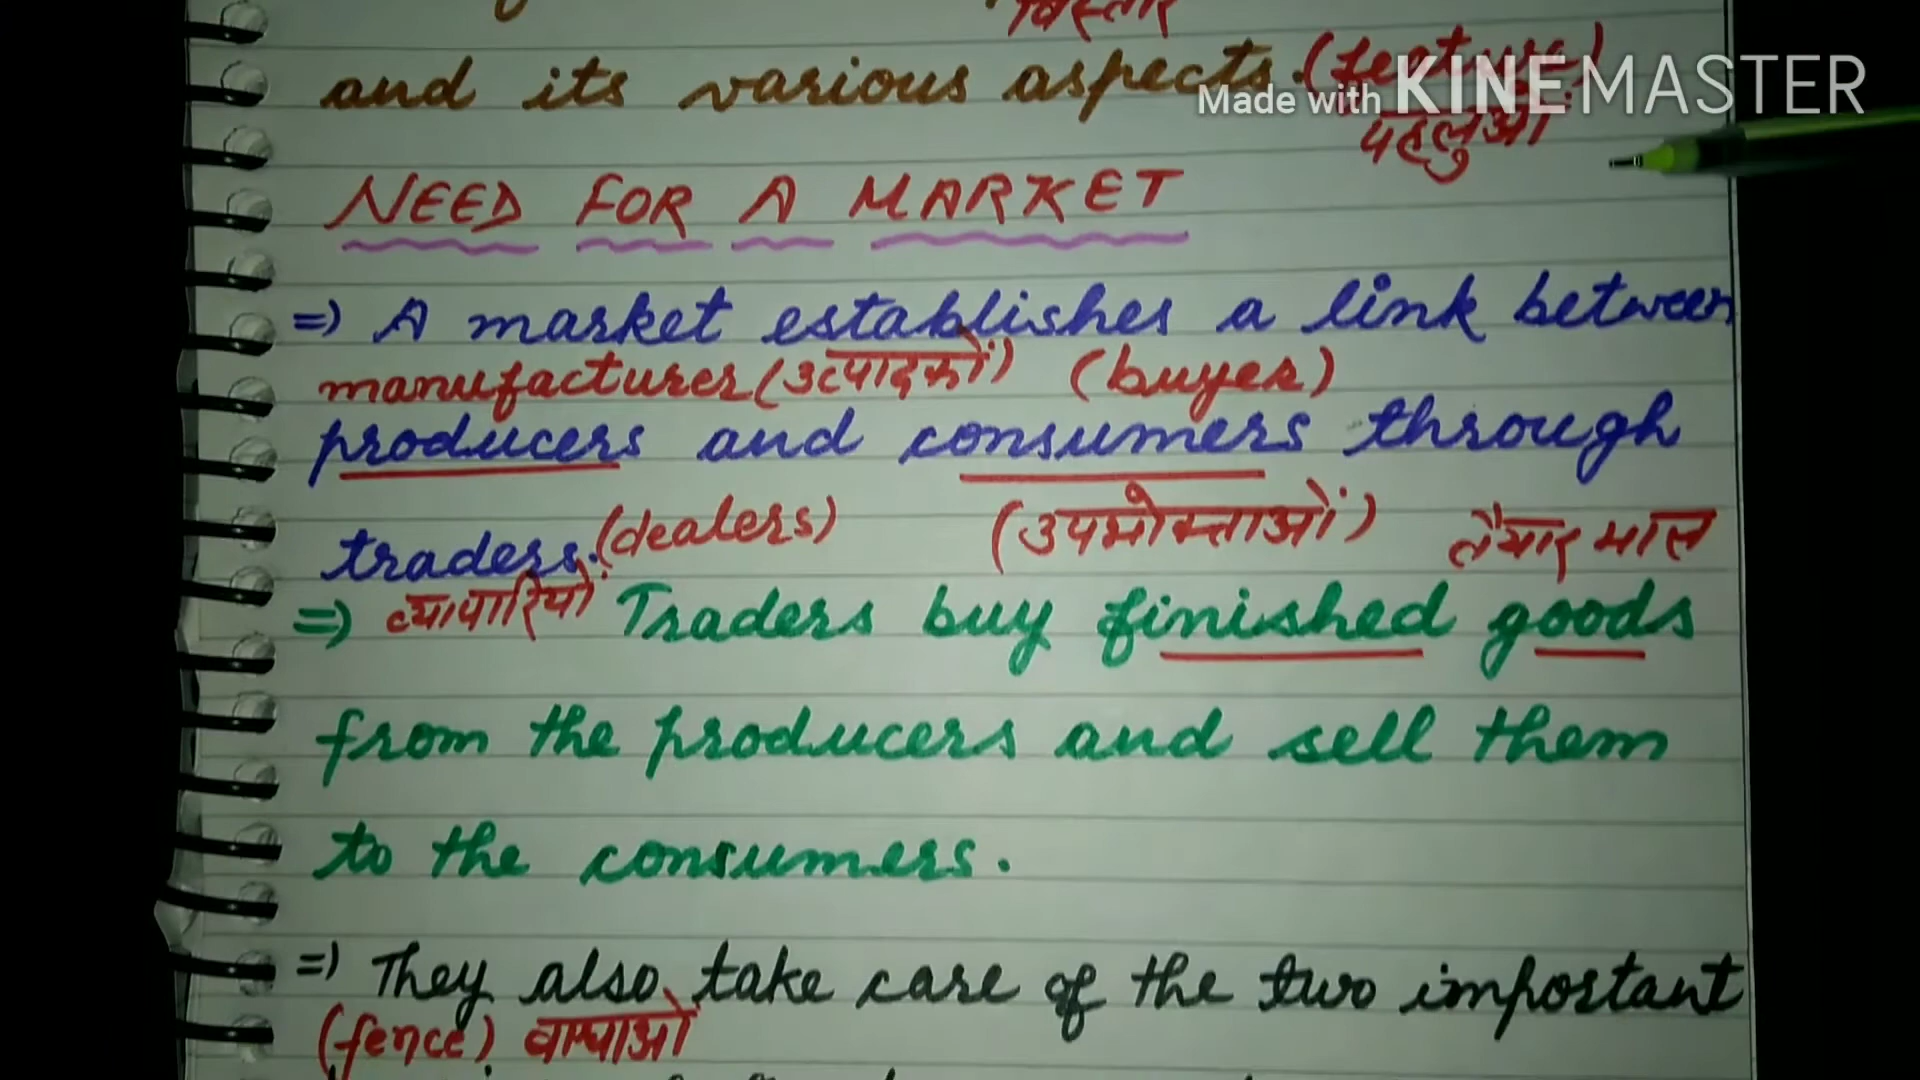 विस्तार
and its various aspects. (feature)
Made with KINEMASTER
पहलुओं
NEED FOR A MARKET
=> A market establishes a link between
manufacturer (उत्पादकों) (buyer)
producers and consumers through
traders. (dealers) (उपभोक्ताओं) तैयार माल
=> व्यापारियों Traders buy finished goods
from the producers and sell them
to the consumers.
=> They also take care of the two important
(fence) बाधाओं